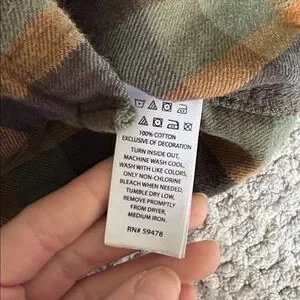 100% COTTON
EXCLUSIVE OF DECORATION
TURN INSIDE OUT,
MACHINE WASH COOL,
WASH WITH LIKE COLORS,
ONLY NON-CHLORINE
BLEACH WHEN NEEDED,
TUMBLE DRY LOW,
REMOVE PROMPTLY
FROM DRYER,
MEDIUM IRON.
RN# 59478